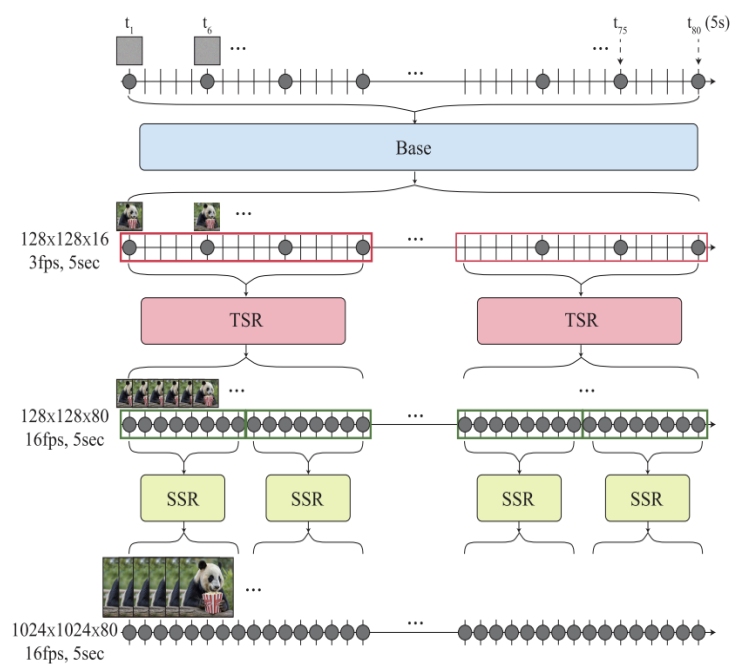 t1 t6 ... ... t75 t80 (5s)
...
Base
...
128x128x16 ...
3fps, 5sec
TSR TSR
... ...
128x128x80 ...
16fps, 5sec
SSR SSR SSR SSR
...
1024x1024x80 ...
16fps, 5sec